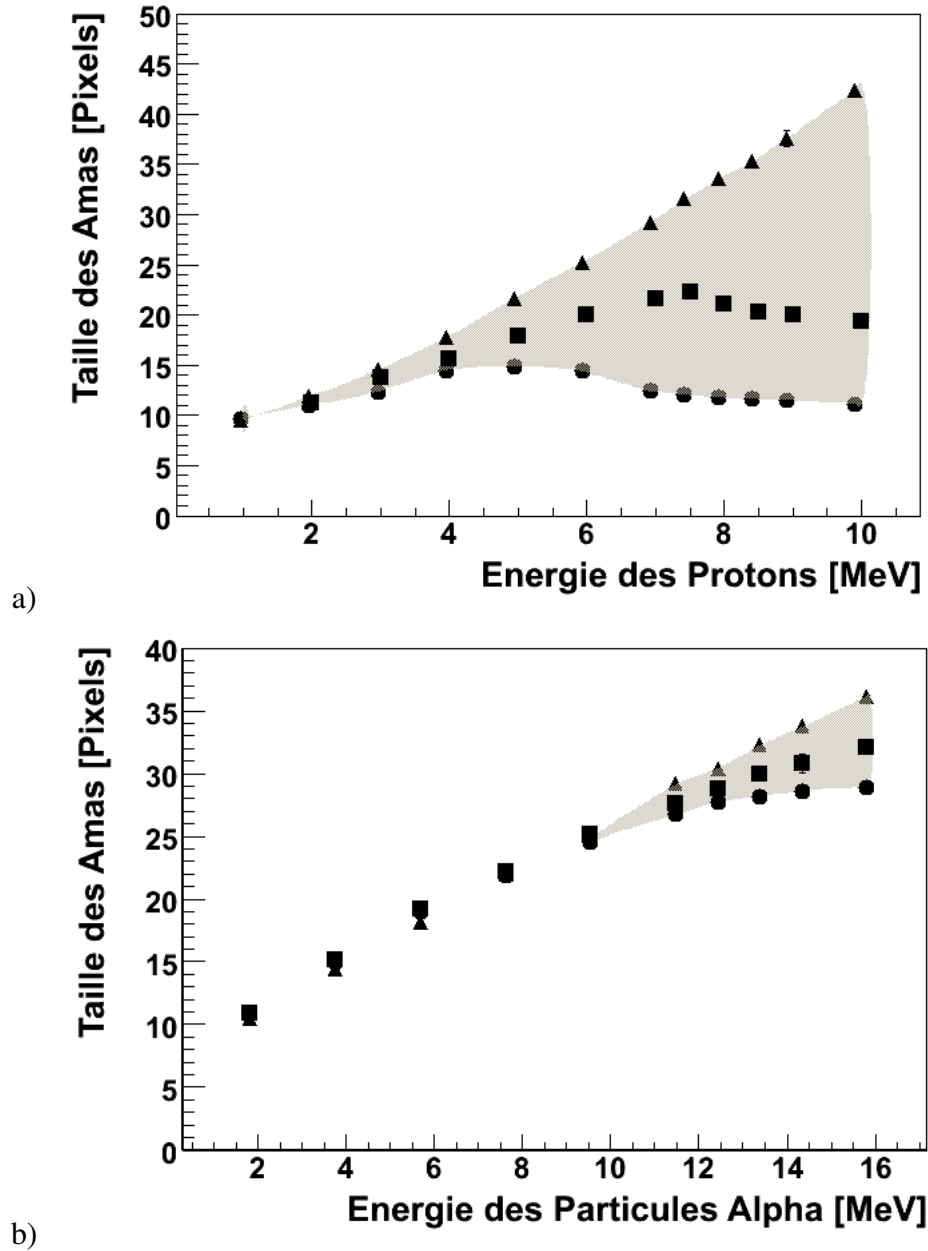 50
45
40
35
30
25
20
15
10
5
0
Taille des Amas [Pixels]
2 4 6 8 10
Energie des Protons [MeV]
a)
40
35
30
25
20
15
10
5
0
Taille des Amas [Pixels]
2 4 6 8 10 12 14 16
Energie des Particules Alpha [MeV]
b)